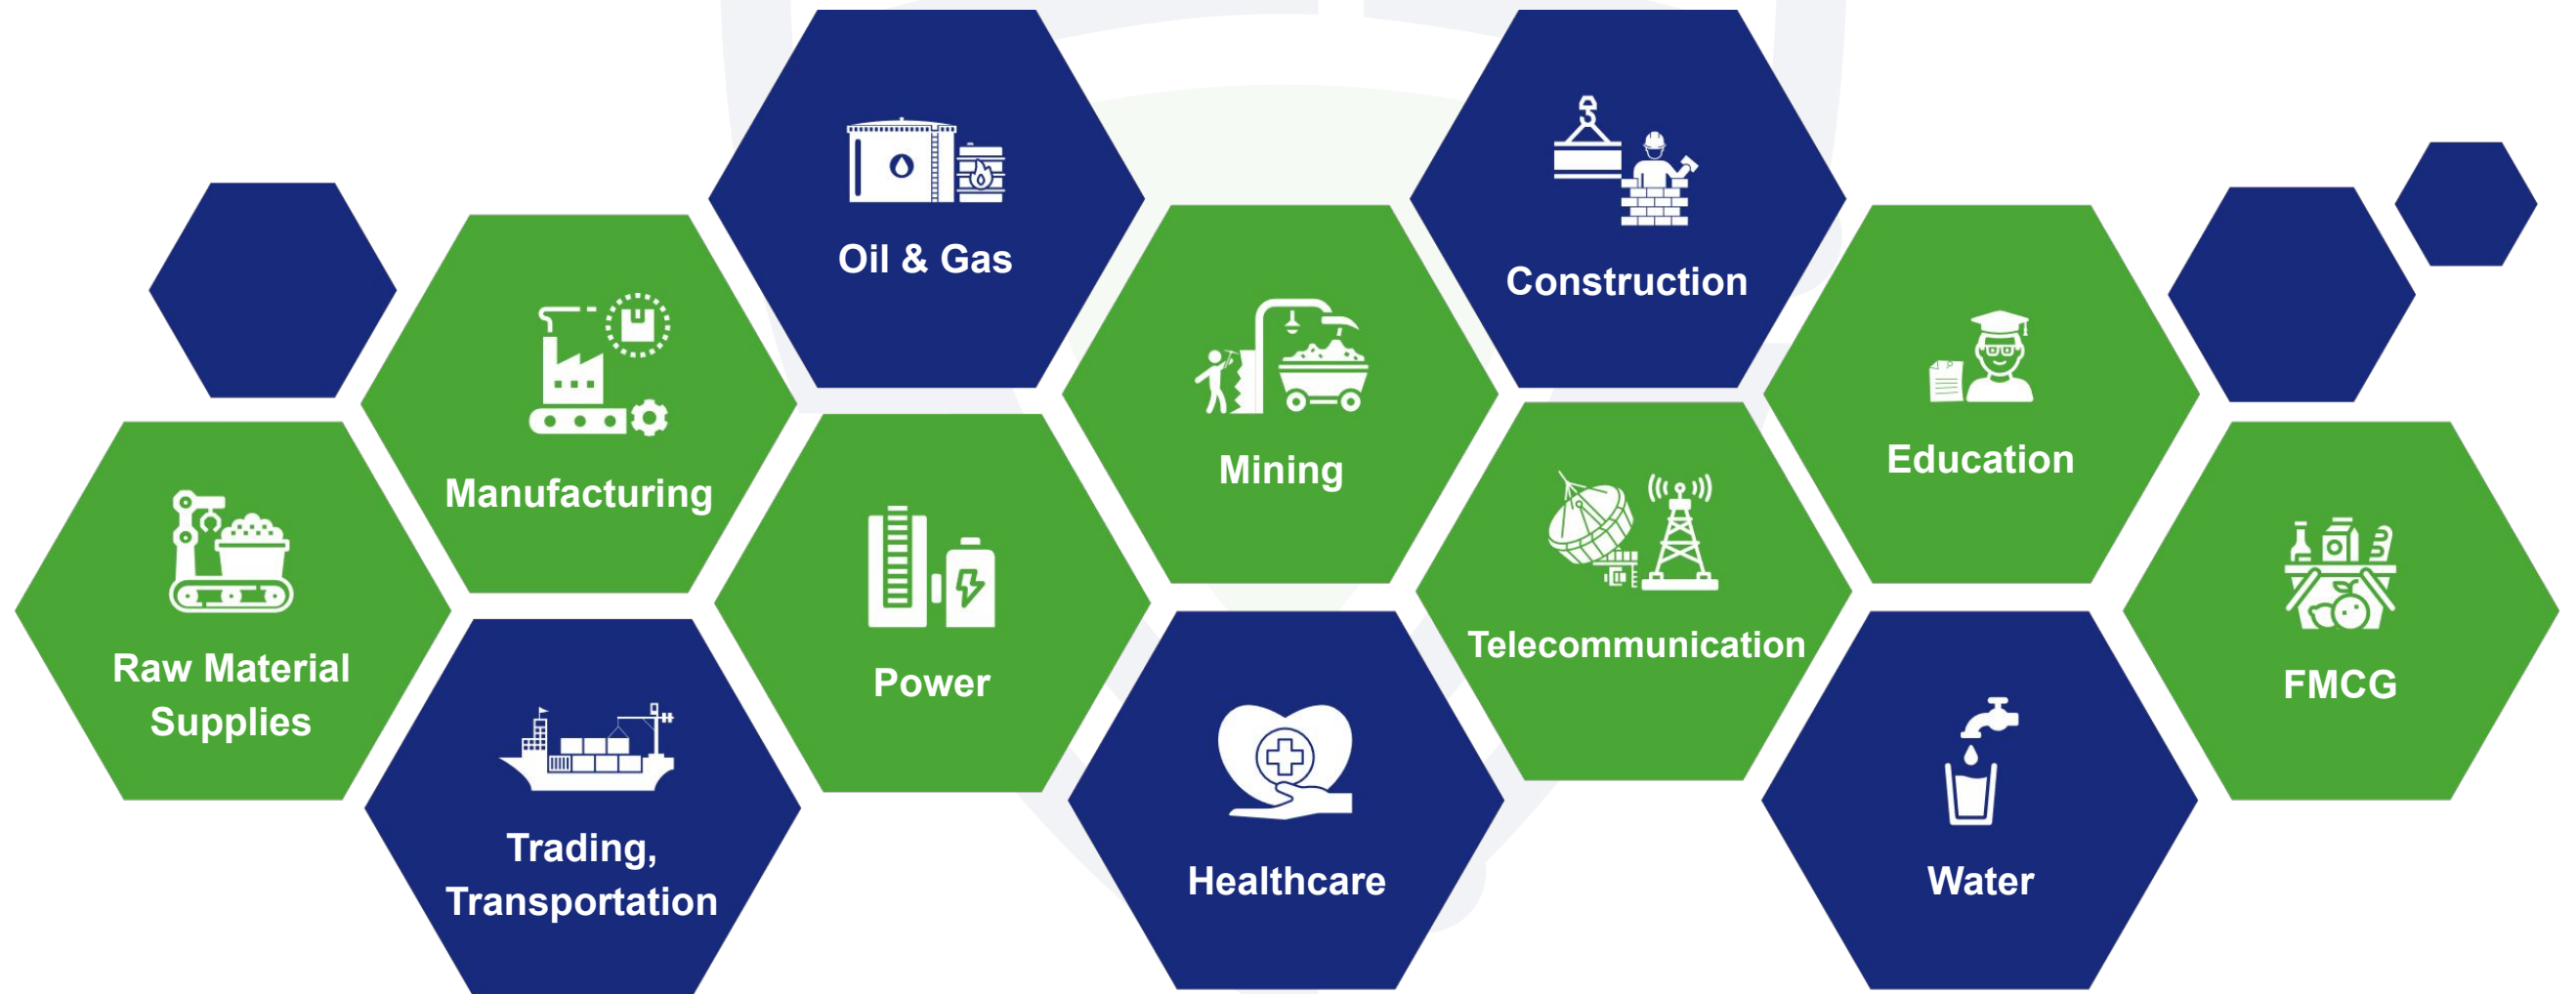 Oil & Gas
Construction
Manufacturing
Mining
Education
Raw Material
Supplies
Power
Telecommunication
FMCG
Trading,
Transportation
Healthcare
Water